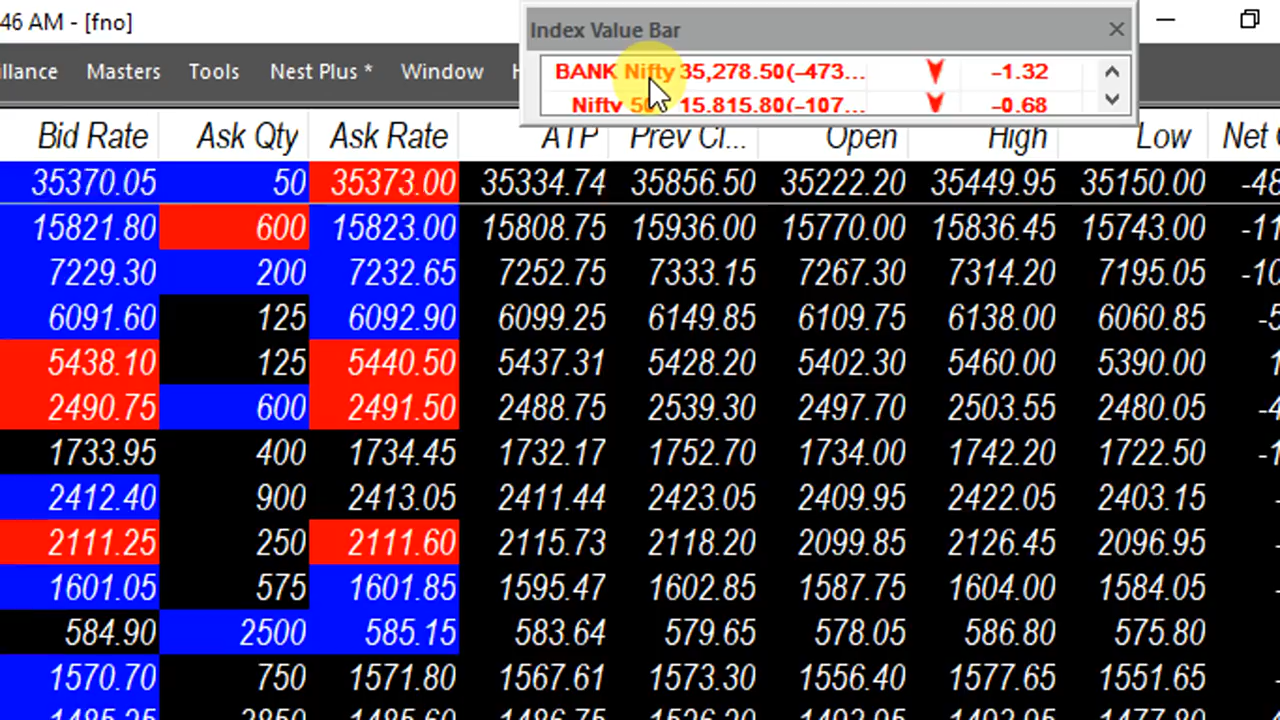 46 AM - [fno]
Index Value Bar
illance Masters Tools Nest Plus * Window
BANK Nifty 35,278.50(-473... -1.32
Nifty 15,815.80(-107... -0.68
Bid Rate Ask Qty Ask Rate ATP Prev Cl... Open High Low Net
35370.05 50 35373.00 35334.74 35856.50 35222.20 35449.95 35150.00 -48
15821.80 600 15823.00 15808.75 15936.00 15770.00 15836.45 15743.00 -11
7229.30 200 7232.65 7252.75 7333.15 7267.30 7314.20 7195.05 -10
6091.60 125 6092.90 6099.25 6149.85 6109.75 6138.00 6060.85 -5
5438.10 125 5440.50 5437.31 5428.20 5402.30 5460.00 5390.00 1
2490.75 600 2491.50 2488.75 2539.30 2497.70 2503.55 2480.05 -4
1733.95 400 1734.45 1732.17 1752.70 1734.00 1742.20 1722.50 -1
2412.40 900 2413.05 2411.44 2423.05 2409.95 2422.05 2403.15
2111.25 250 2111.60 2115.73 2118.20 2099.85 2126.45 2096.95
1601.05 575 1601.85 1595.47 1602.85 1587.75 1604.00 1584.05
584.90 2500 585.15 583.64 579.65 578.05 586.80 575.80
1570.70 750 1571.80 1567.61 1573.30 1556.40 1577.65 1551.65